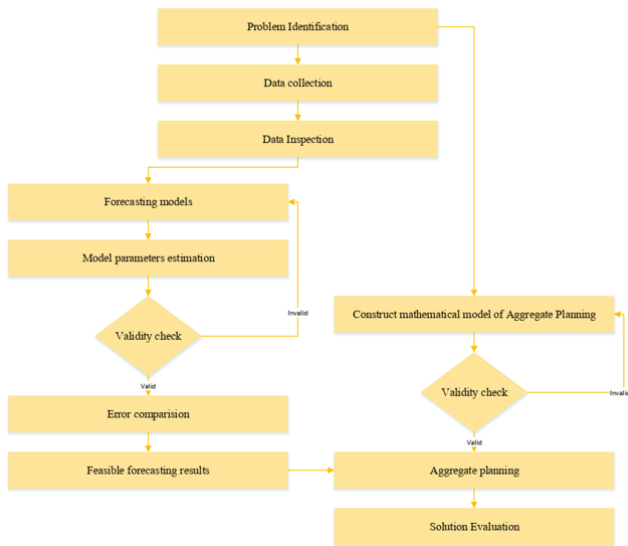 Problem Identification
Data collection
Data Inspection
Forecasting models
Model parameters estimation
Invalid
Construct mathematical model of Aggregate Planning
Validity check
Valid
Validity check
Invalid
Error comparision
Valid
Feasible forecasting results
Aggregate planning
Solution Evaluation